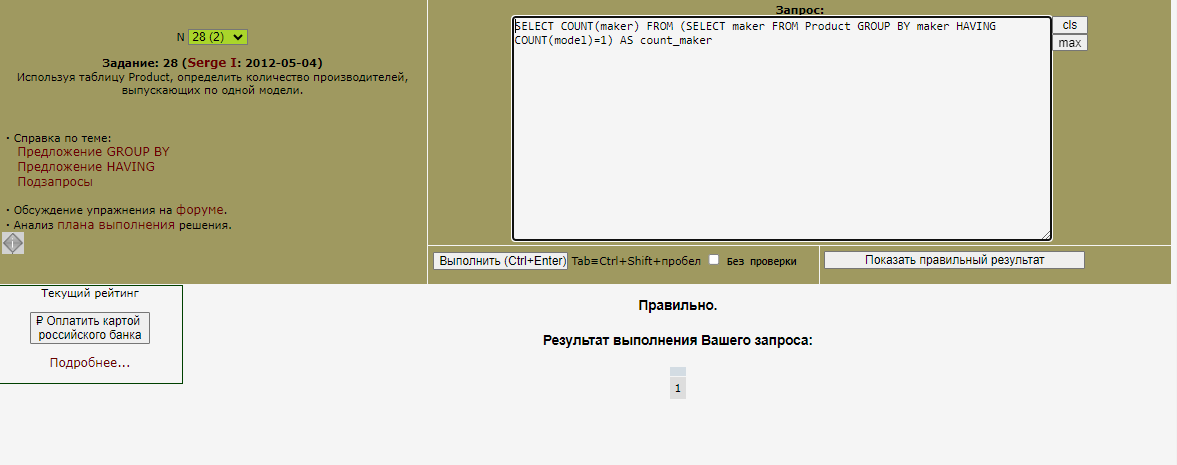 N 28 (2)
Задание: 28 (Serge I: 2012-05-04)
Используя таблицу Product, определить количество производителей,
выпускающих по одной модели.
· Справка по теме:
Предложение GROUP BY
Предложение HAVING
Подзапросы
· Обсуждение упражнения на форуме.
· Анализ плана выполнения решения.
Запрос:
SELECT COUNT(maker) FROM (SELECT maker FROM Product GROUP BY maker HAVING
COUNT(model)=1) AS count_maker
cls
max
Выполнить (Ctrl+Enter) Tab≡Ctrl+Shift+пробел Без проверки
Показать правильный результат
Текущий рейтинг
₽ Оплатить картой
российского банка
Подробнее...
Правильно.
Результат выполнения Вашего запроса:
1